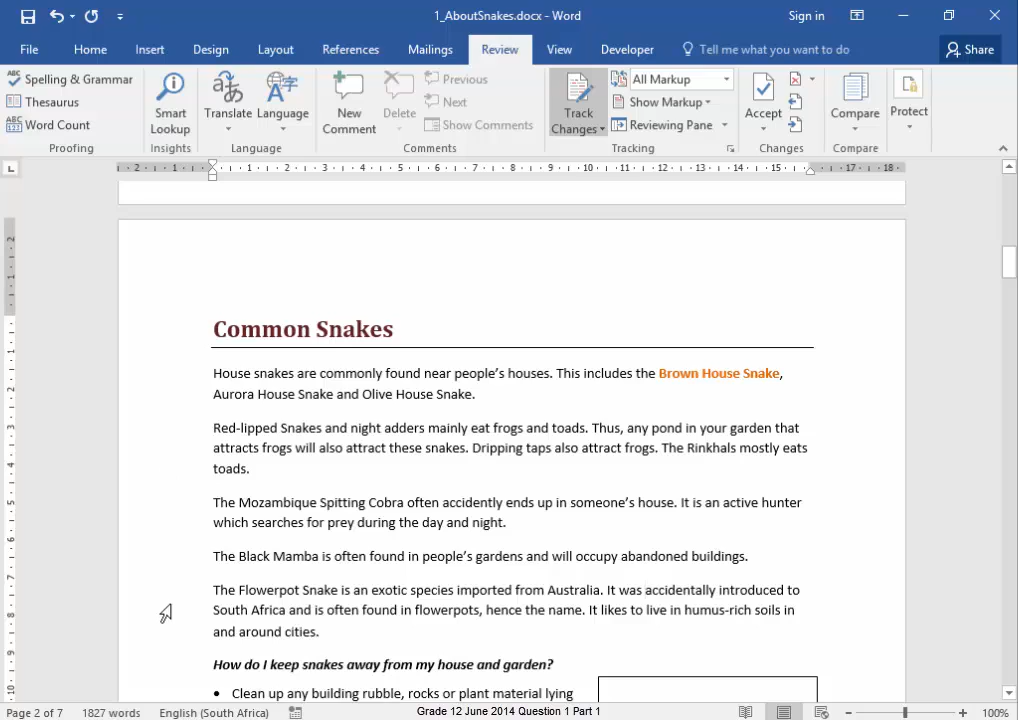 1_AboutSnakes.docx - Word
Sign in
File Home Insert Design Layout References Mailings Review View Developer Tell me what you want to do Share
Spelling & Grammar
Thesaurus
Word Count
Proofing
Smart Lookup
Insights
Translate
Language
Language
New Comment
Delete
Previous
Next
Show Comments
Comments
Track Changes
All Markup
Show Markup
Reviewing Pane
Tracking
Accept
Changes
Compare
Compare
Protect
Common Snakes
House snakes are commonly found near people's houses. This includes the Brown House Snake,
Aurora House Snake and Olive House Snake.
Red-lipped Snakes and night adders mainly eat frogs and toads. Thus, any pond in your garden that
attracts frogs will also attract these snakes. Dripping taps also attract frogs. The Rinkhals mostly eats
toads.
The Mozambique Spitting Cobra often accidently ends up in someone's house. It is an active hunter
which searches for prey during the day and night.
The Black Mamba is often found in people's gardens and will occupy abandoned buildings.
The Flowerpot Snake is an exotic species imported from Australia. It was accidentally introduced to
South Africa and is often found in flowerpots, hence the name. It likes to live in humus-rich soils in
and around cities.
How do I keep snakes away from my house and garden?
• Clean up any building rubble, rocks or plant material lying
Page 2 of 7 1827 words English (South Africa) Grade 12 June 2014 Question 1 Part 1 100%